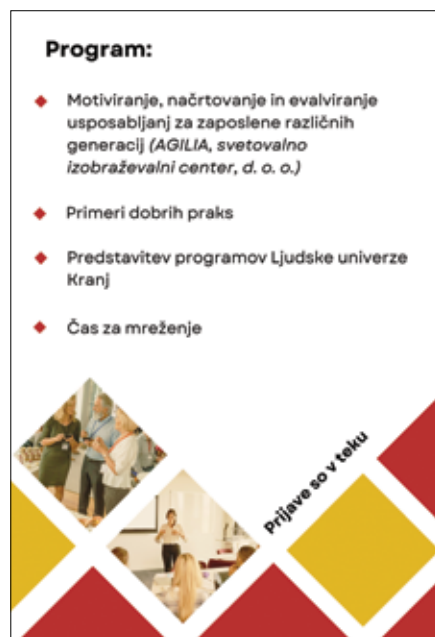 Program:
Motiviranje, načrtovanje in evalviranje
usposabljanj za zaposlene različnih
generacij (AGILIA, svetovalno
izobraževalni center, d. o. o.)
Primeri dobrih praks
Predstavitev programov Ljudske univerze
Kranj
Čas za mreženje
Prijave so v teku